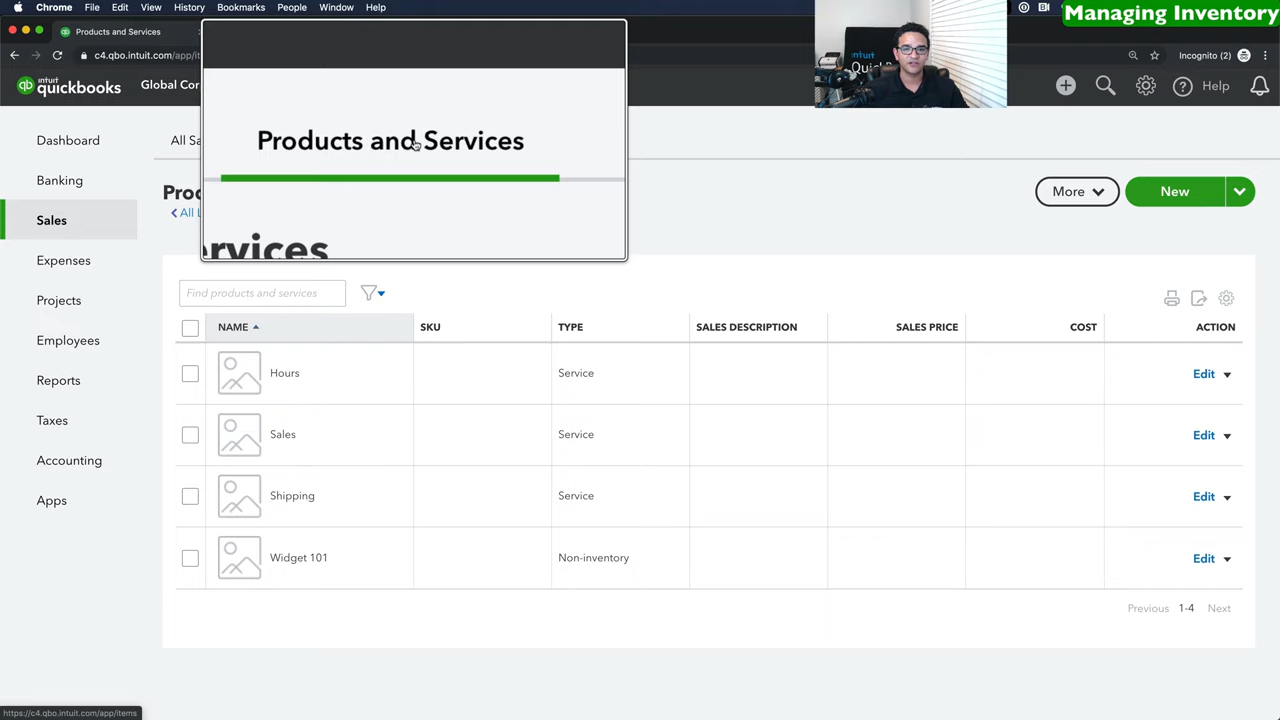 Chrome File Edit View History Bookmarks People Window Help
Managing Inventory
Products and Services
c4.qbo.intuit.com/app/i
Incognito (2)
intuit
quickbooks
Global Cor
Help
Dashboard
Banking
Sales
Expenses
Projects
Employees
Reports
Taxes
Accounting
Apps
All Sa
Products and Services
ervices
Pro
All L
More
New
Find products and services
NAME SKU TYPE SALES DESCRIPTION SALES PRICE COST ACTION
Hours Service Edit
Sales Service Edit
Shipping Service Edit
Widget 101 Non-inventory Edit
Previous 1-4 Next
https://c4.qbo.intuit.com/app/items